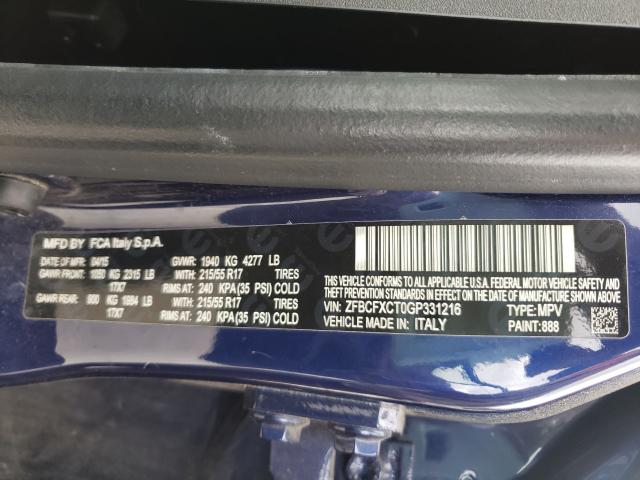 MFD BY FCA Italy S.p.A.
DATE OF MFR: 04/15 GVWR: 1940 KG 4277 LB
GAWR FRONT: 1050 KG 2315 LB WITH: 215/55 R17 TIRES
17X7 RIMS AT: 240 KPA (35 PSI) COLD
GAWR REAR: 900 KG 1984 LB WITH: 215/55 R17 TIRES
17X7 RIMS AT: 240 KPA (35 PSI) COLD
THIS VEHICLE CONFORMS TO ALL APPLICABLE U.S.A. FEDERAL MOTOR VEHICLE SAFETY,
BUMPER, AND THEFT PREVENTION STANDARDS IN EFFECT ON THE DATE OF MANUFACTURE SHOWN ABOVE.
VIN: ZFBCFXCT0GP331216 TYPE: MPV
VEHICLE MADE IN: ITALY PAINT: 888